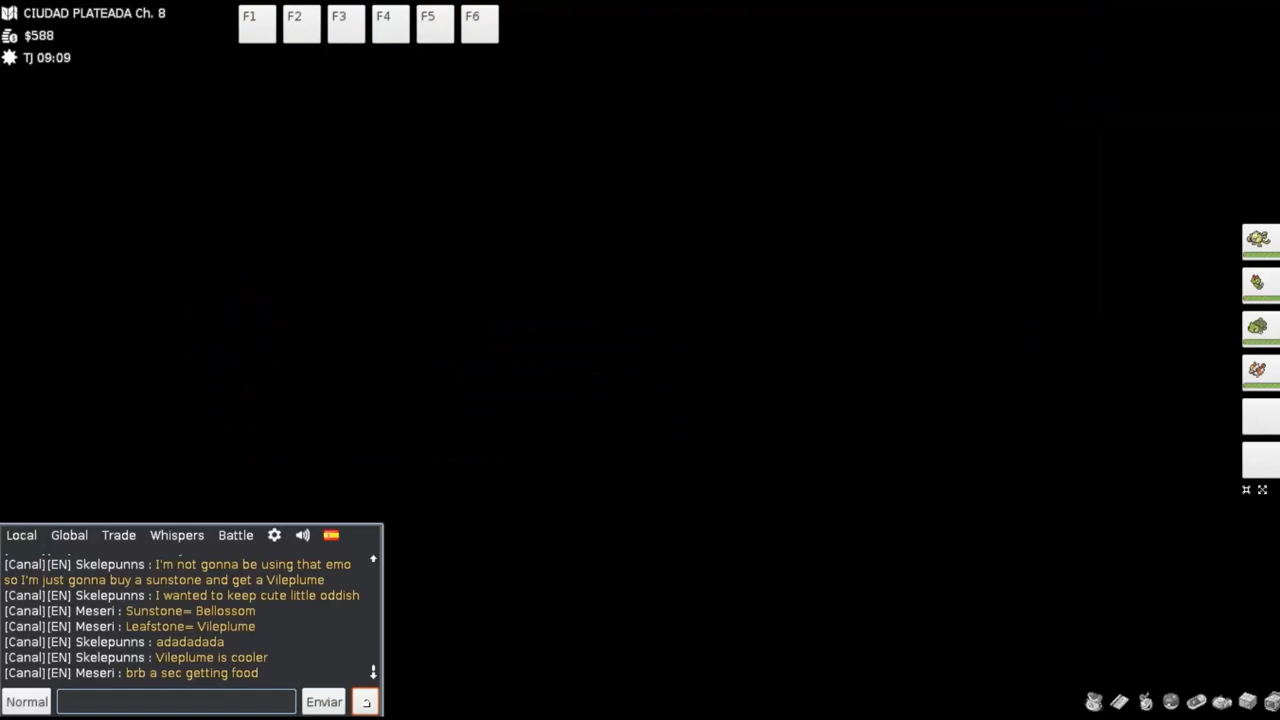 CIUDAD PLATEADA Ch. 8
$588
TJ 09:09
F1 F2 F3 F4 F5 F6
Local Global Trade Whispers Battle
[Canal][EN] Skelepunns : I'm not gonna be using that emo
so I'm just gonna buy a sunstone and get a Vileplume
[Canal][EN] Skelepunns : I wanted to keep cute little oddish
[Canal][EN] Meseri : Sunstone= Bellossom
[Canal][EN] Meseri : Leafstone= Vileplume
[Canal][EN] Skelepunns : adadadada
[Canal][EN] Skelepunns : Vileplume is cooler
[Canal][EN] Meseri : brb a sec getting food
Normal Enviar